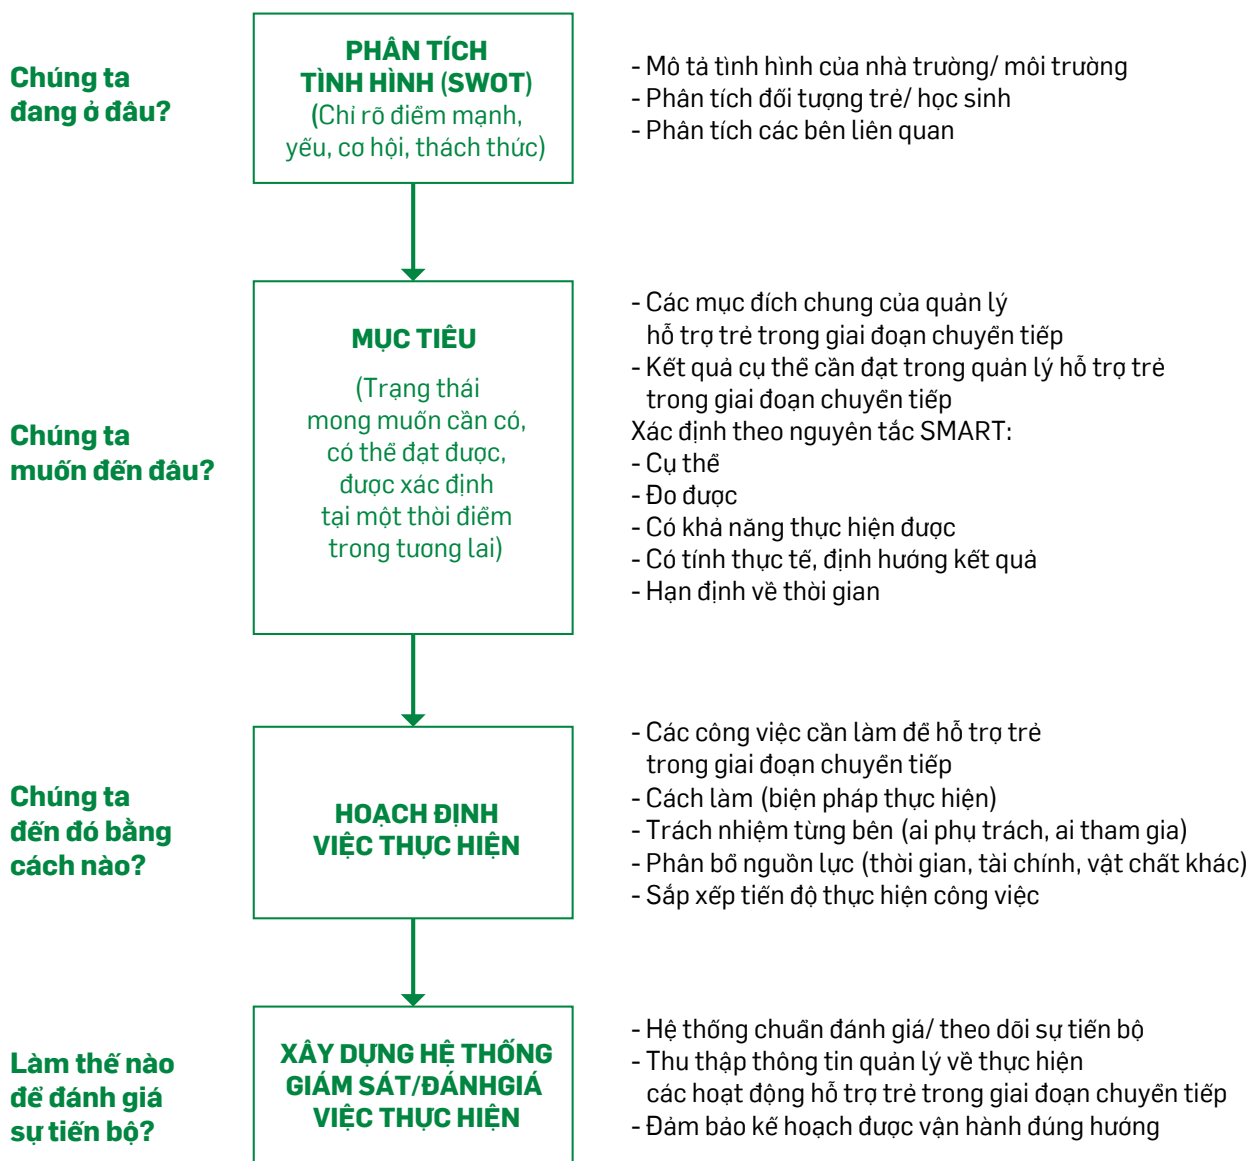 Chúng ta
đang ở đâu?
PHÂN TÍCH
TÌNH HÌNH (SWOT)
(Chỉ rõ điểm mạnh,
yếu, cơ hội, thách thức)
- Mô tả tình hình của nhà trường/ môi trường
- Phân tích đối tượng trẻ/ học sinh
- Phân tích các bên liên quan
Chúng ta
muốn đến đâu?
MỤC TIÊU
(Trạng thái
mong muốn cần có,
có thể đạt được,
được xác định
tại một thời điểm
trong tương lai)
- Các mục đích chung của quản lý
hỗ trợ trẻ trong giai đoạn chuyển tiếp
- Kết quả cụ thể cần đạt trong quản lý hỗ trợ trẻ
trong giai đoạn chuyển tiếp
Xác định theo nguyên tắc SMART:
- Cụ thể
- Đo được
- Có khả năng thực hiện được
- Có tính thực tế, định hướng kết quả
- Hạn định về thời gian
Chúng ta
đến đó bằng
cách nào?
HOẠCH ĐỊNH
VIỆC THỰC HIỆN
- Các công việc cần làm để hỗ trợ trẻ
trong giai đoạn chuyển tiếp
- Cách làm (biện pháp thực hiện)
- Trách nhiệm từng bên (ai phụ trách, ai tham gia)
- Phân bổ nguồn lực (thời gian, tài chính, vật chất khác)
- Sắp xếp tiến độ thực hiện công việc
Làm thế nào
để đánh giá
sự tiến bộ?
XÂY DỰNG HỆ THỐNG
GIÁM SÁT/ĐÁNHGIÁ
VIỆC THỰC HIỆN
- Hệ thống chuẩn đánh giá/ theo dõi sự tiến bộ
- Thu thập thông tin quản lý về thực hiện
các hoạt động hỗ trợ trẻ trong giai đoạn chuyển tiếp
- Đảm bảo kế hoạch được vận hành đúng hướng